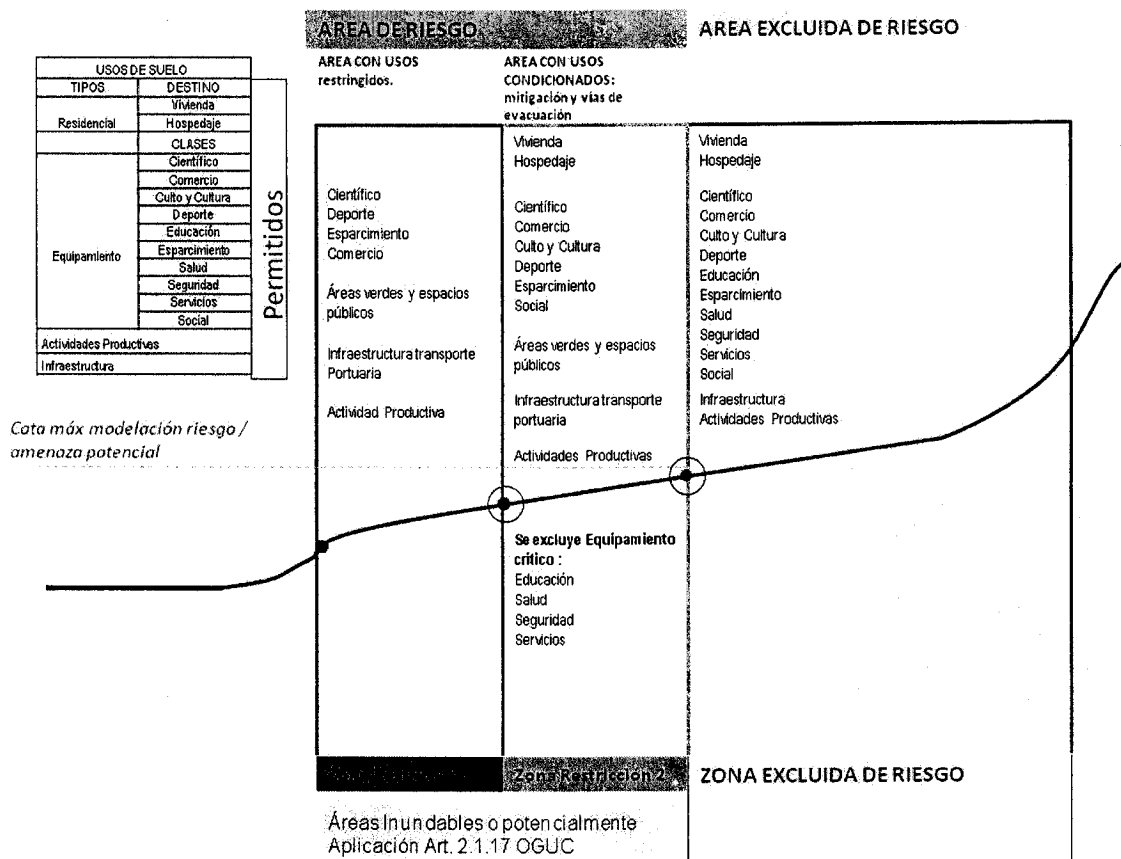 AREA DE RIESGO
AREA EXCLUIDA DE RIESGO
USOS DE SUELO
TIPOS DESTINO
Residencial
Vivienda
Hospedaje
CLASES
Equipamiento
Científico
Comercio
Culto y Cultura
Deporte
Educación
Esparcimiento
Salud
Seguridad
Servicios
Social
Actividades Productivas
Infraestructura
Permitidos
AREA CON USOS
restringidos.
Científico
Deporte
Esparcimiento
Comercio
Áreas verdes y espacios
públicos
Infraestructura transporte
Portuaria
Actividad Productiva
AREA CON USOS
CONDICIONADOS:
mitigación y vías de
evacuación
Vivienda
Hospedaje
Científico
Comercio
Culto y Cultura
Deporte
Esparcimiento
Social
Áreas verdes y espacios
públicos
Infraestructura transporte
portuaria
Actividades Productivas
Se excluye Equipamiento
crítico :
Educación
Salud
Seguridad
Servicios
Vivienda
Hospedaje
Científico
Comercio
Culto y Cultura
Deporte
Educación
Esparcimiento
Salud
Seguridad
Servicios
Social
Infraestructura
Actividades Productivas
Cota máx modelación riesgo /
amenaza potencial
Zona Restricción 2
ZONA EXCLUIDA DE RIESGO
Áreas Inundables o potencialmente
Aplicación Art. 2.1.17 OGUC